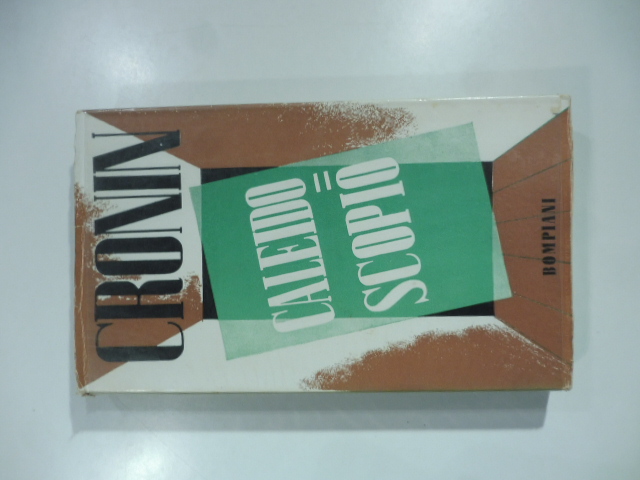 CRONIN
CALEIDO=
SCOPIO
BOMPIANI